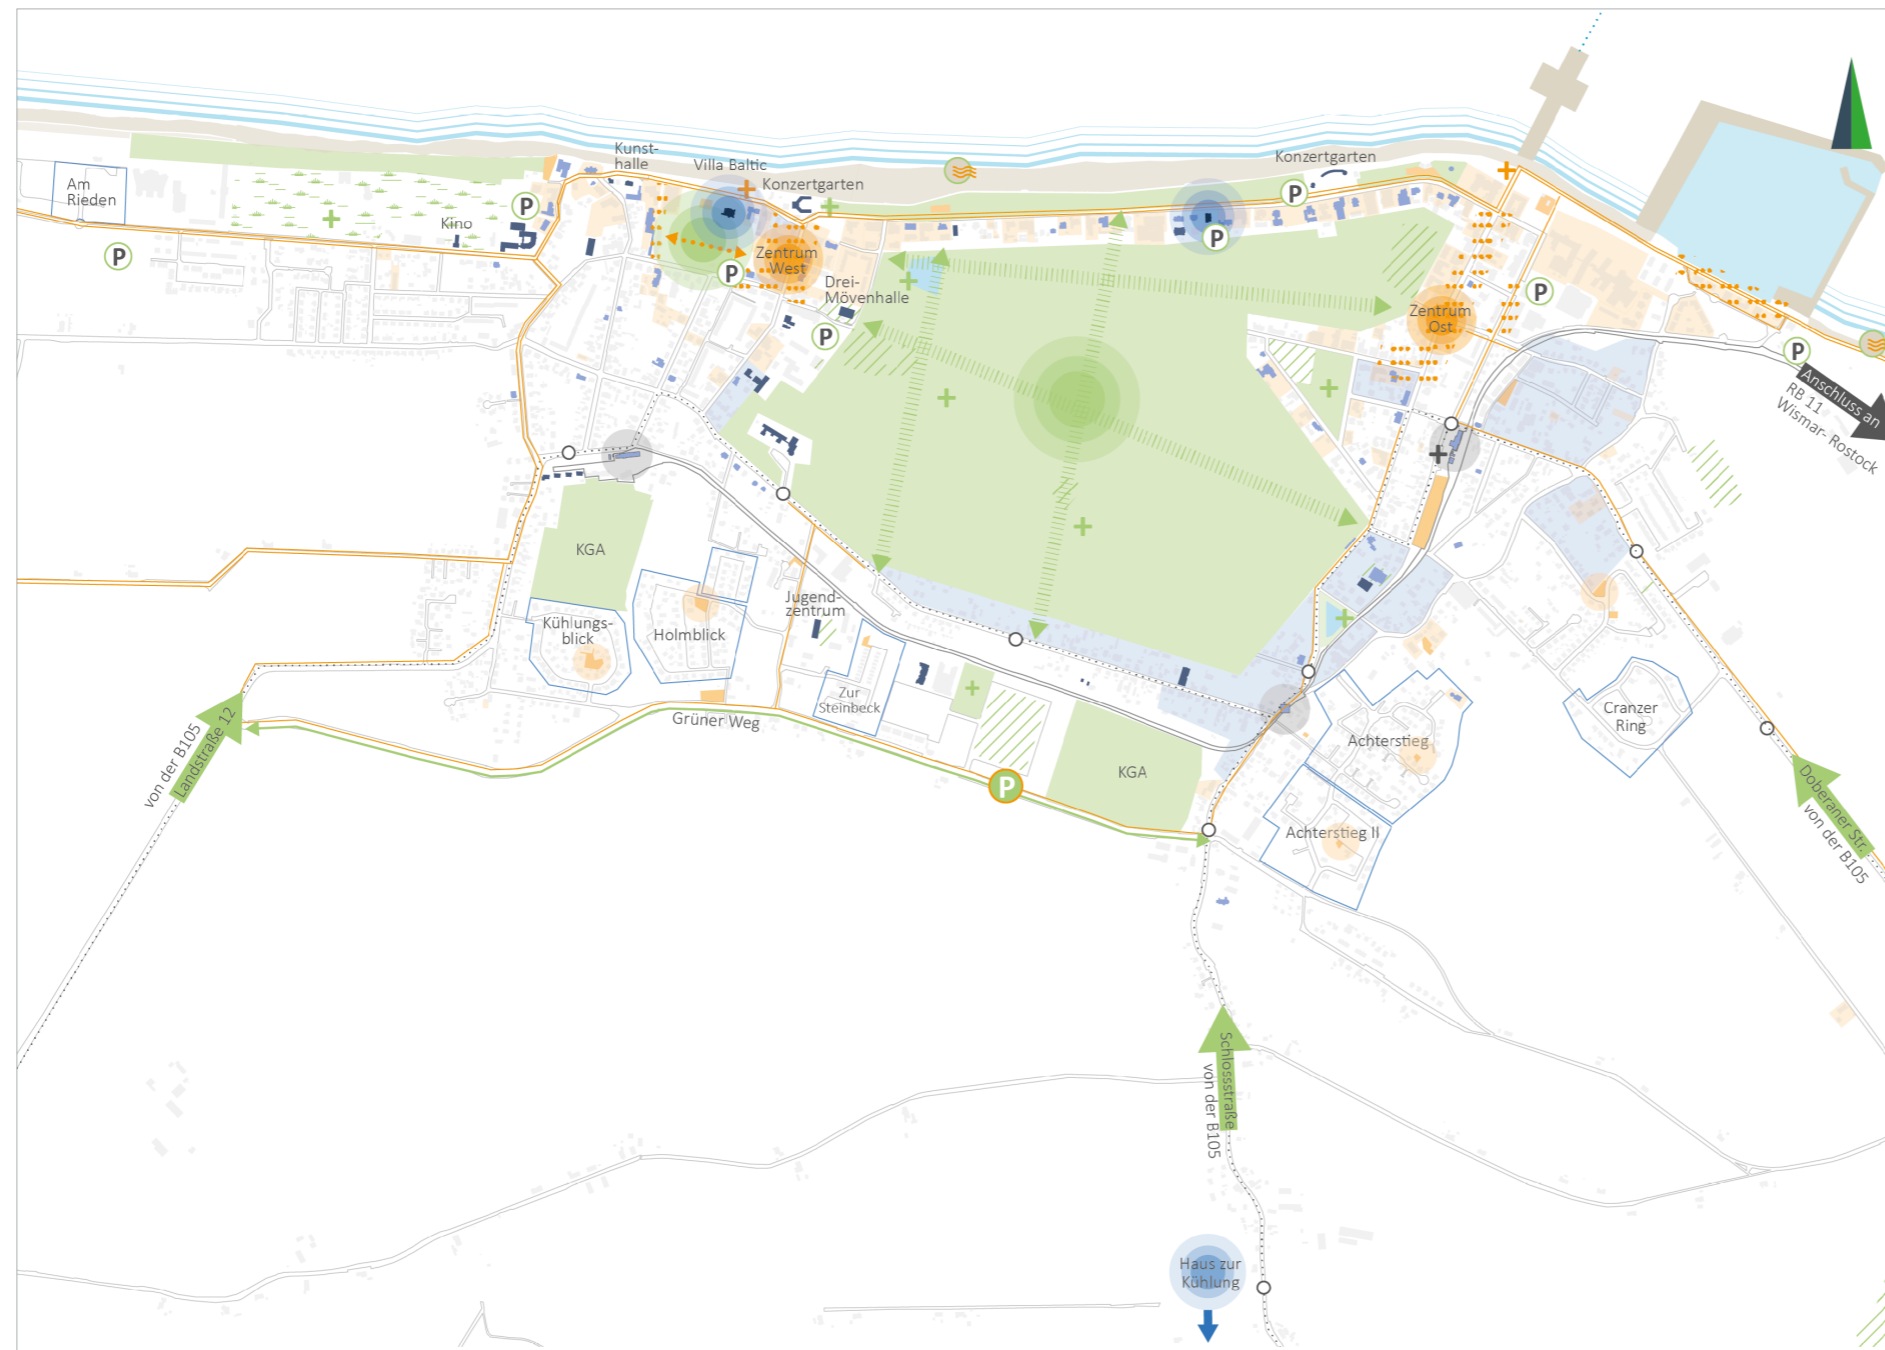 Kunst-
halle
Villa Baltic
Konzertgarten
Konzertgarten
Am
Rieden
P
P
P
Kino
P
P
Zentrum
West
P
P
Drei-
Mövenhalle
P
Zentrum
Ost
P
Anschluss an
RB 11
Wismar- Rostock
KGA
Kühlungs-
blick
Holmblick
Jugend-
zentrum
Zur
Steinbeck
Grüner Weg
von der B105
Landstraße 12
P
KGA
Achterstieg
Achterstieg II
Cranzer
Ring
Doberaner Str.
von der B105
Schlossstraße
von der B105
Haus zur
Kühlung